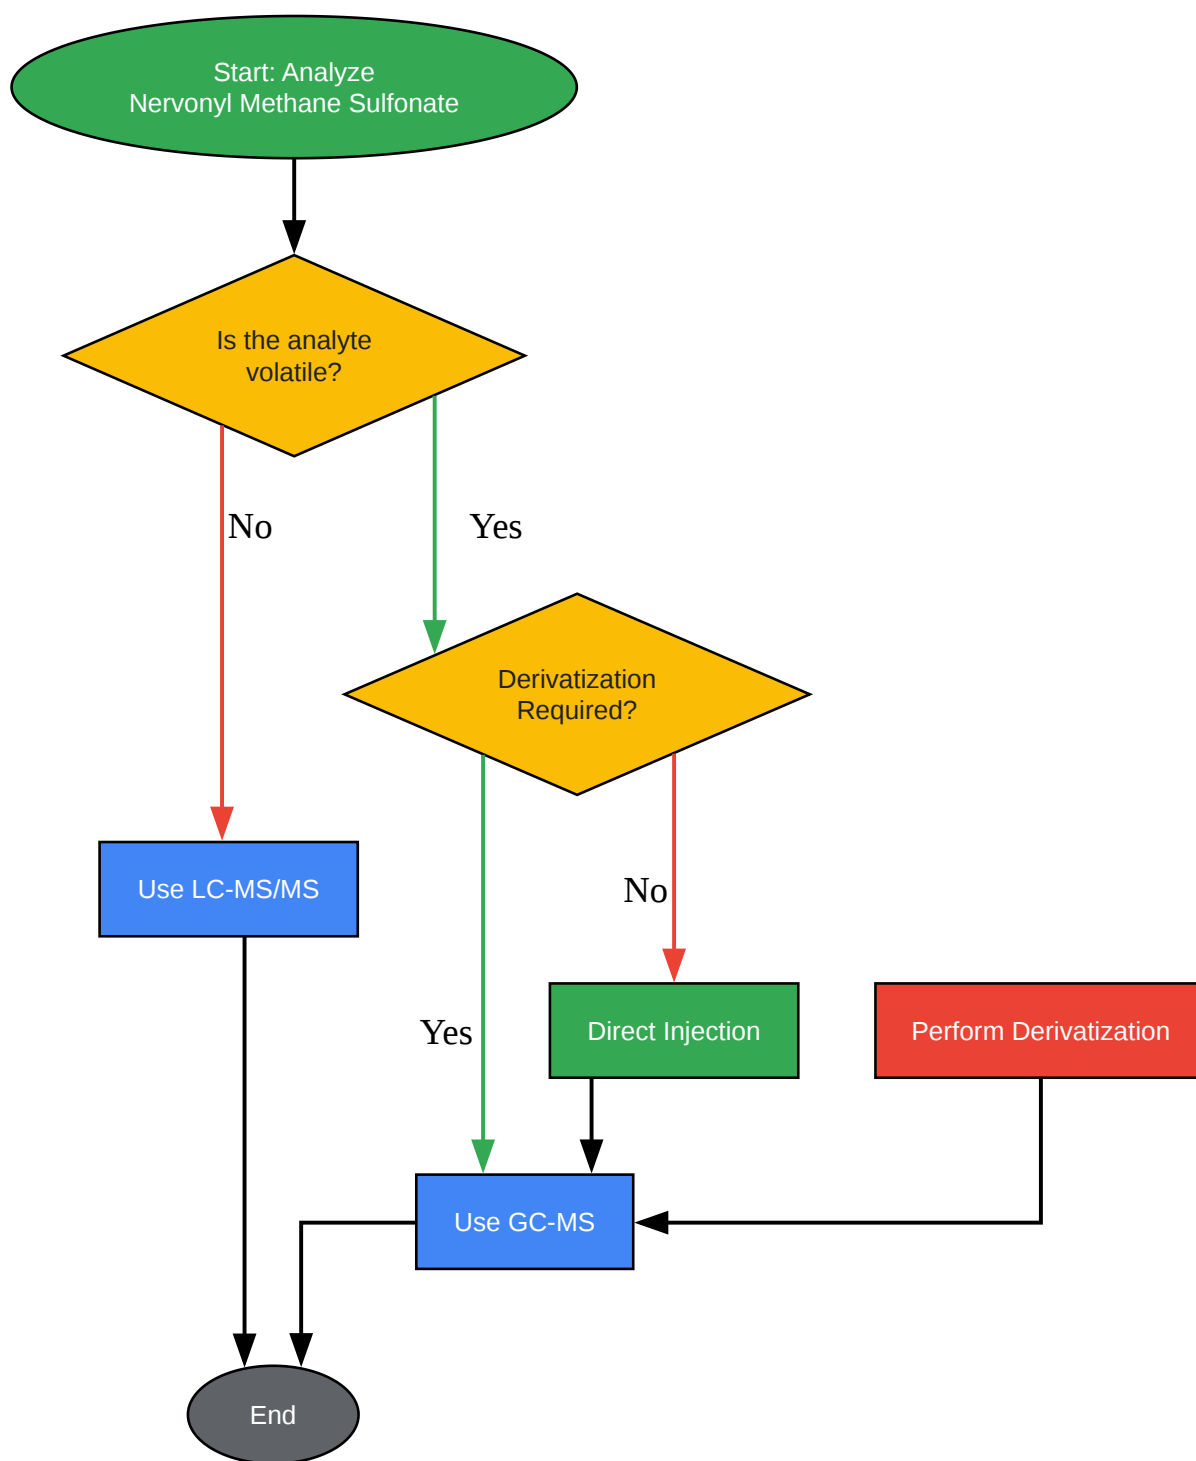 Start: Analyze
Nervonyl Methane Sulfonate
Is the analyte
volatile?
No
Yes
Derivatization
Required?
Use LC-MS/MS
No
Yes
Direct Injection
Perform Derivatization
Use GC-MS
End